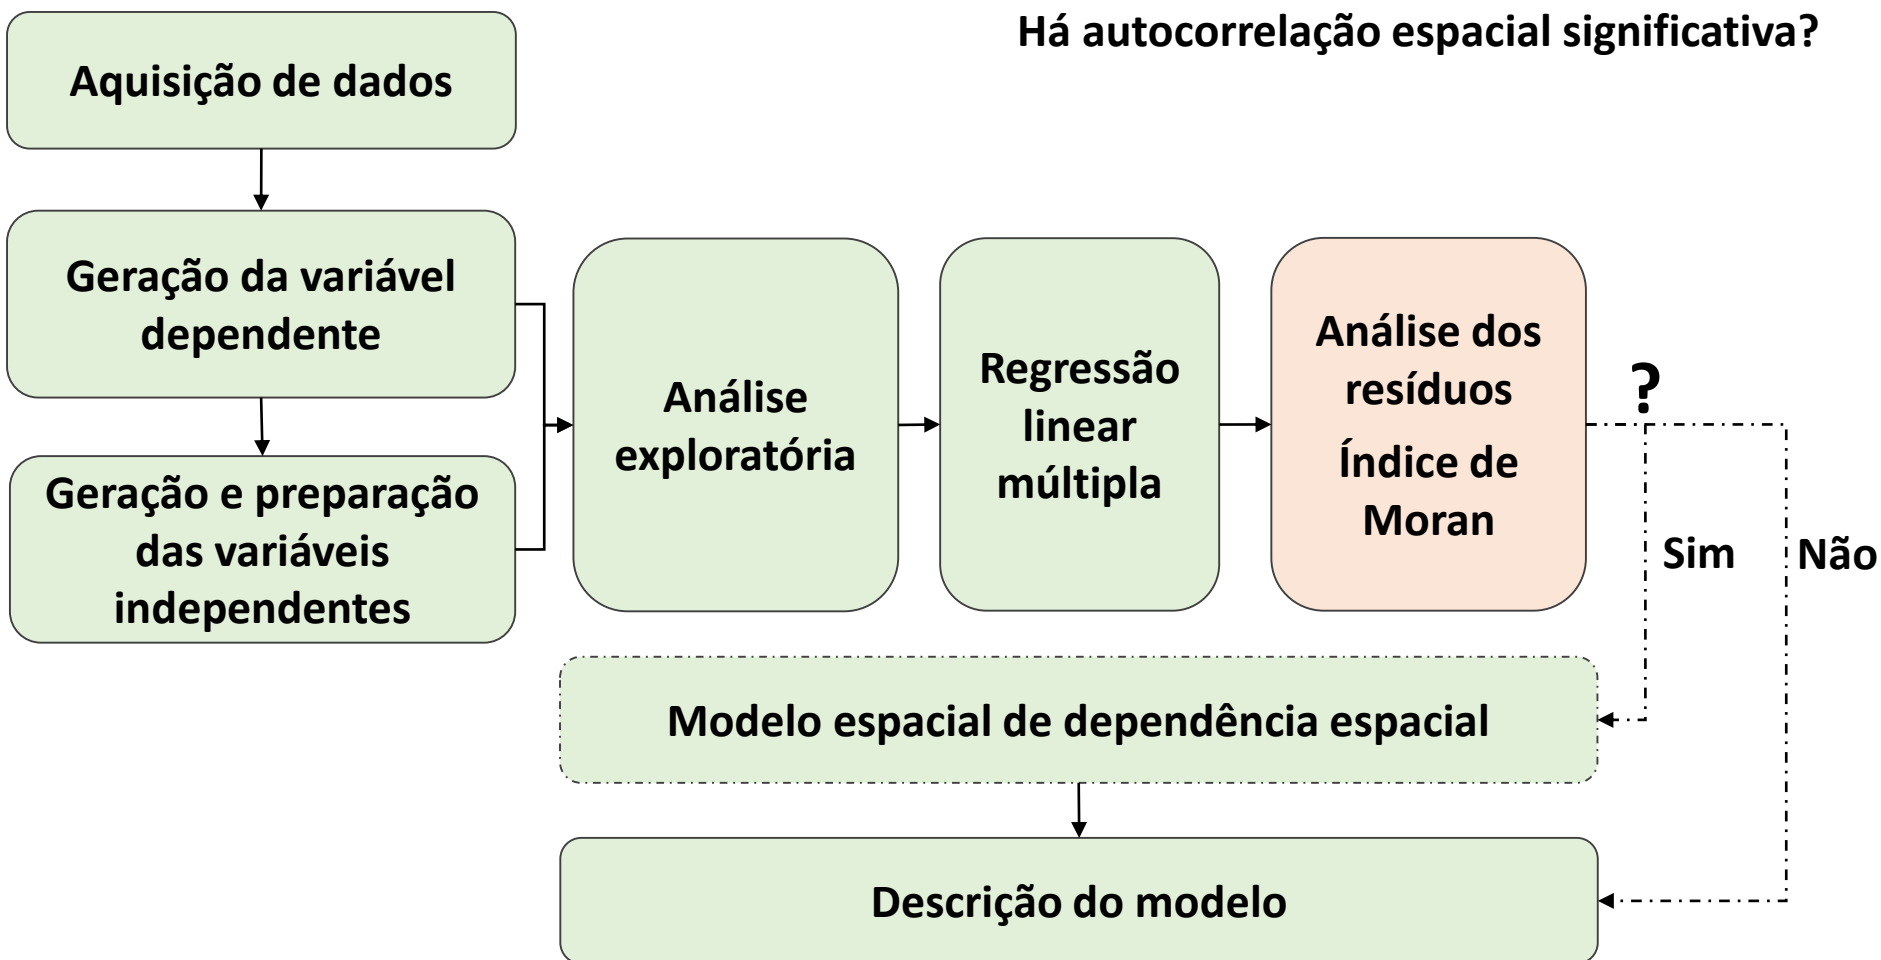 Há autocorrelação espacial significativa?
Aquisição de dados
Geração da variável
dependente
Geração e preparação
das variáveis
independentes
Análise
exploratória
Regressão
linear
múltipla
Análise dos
resíduos
Índice de
Moran
?
Sim
Não
Modelo espacial de dependência espacial
Descrição do modelo